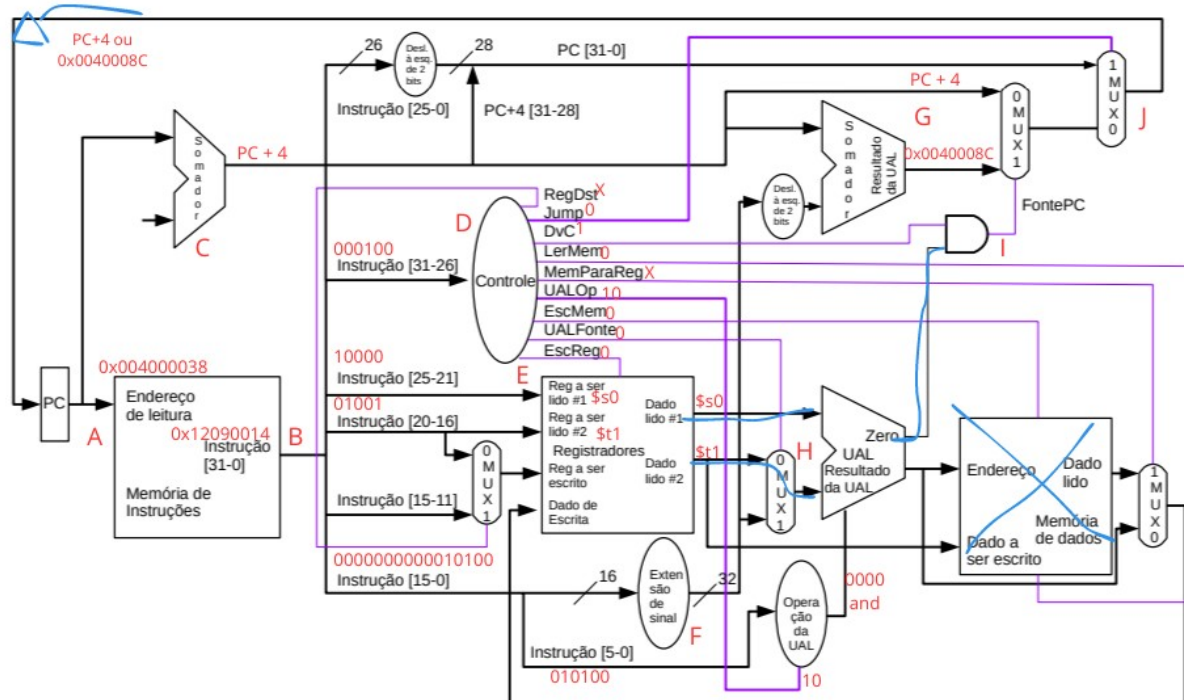 PC+4 ou
0x0040008C
26
Desl.
à esq.
de 2
bits
28
PC [31-0]
Instrução [25-0]
PC+4 [31-28]
1
M
U
X
0
J
PC + 4
G
0
M
U
X
1
Somador
C
PC + 4
Somador
Resultado
da UAL
0x0040008C
Desl.
à esq.
de 2
bits
FontePC
I
D
Controle
RegDst X
Jump 0
DvC 1
LerMem 0
MemParaReg X
UALOp 10
EscMem 0
UALFonte 0
EscReg 0
000100
Instrução [31-26]
PC
0x004000038
A
Endereço
de leitura
0x12090014
Instrução
[31-0]
Memória de
Instruções
B
10000
Instrução [25-21]
01001
Instrução [20-16]
Instrução [15-11]
0
M
U
X
1
0000000000010100
Instrução [15-0]
E
Reg a ser
lido #1 $s0
Reg a ser
lido #2 $t1
Registradores
Reg a ser
escrito
Dado de
Escrita
Dado
lido #1
Dado
lido #2
$s0
$t1
H
0
M
U
X
1
Zero
UAL
Resultado
da UAL
Endereço
Dado
lido
Memória
de dados
Dado a
ser escrito
1
M
U
X
0
16
Exten
são
de
sinal
32
F
0000
and
Opera
ção
da
UAL
Instrução [5-0]
010100
10